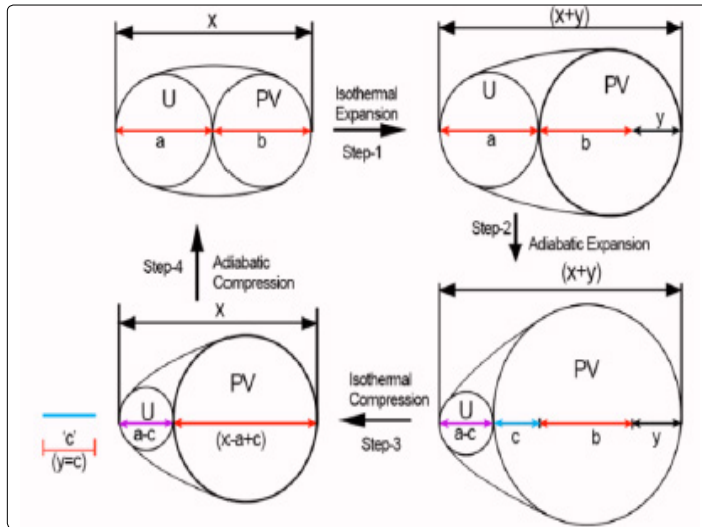 x
U PV
a b
Isothermal
Expansion
Step-1
(x+y)
U PV
a b y
Step-2
Adiabatic Expansion
Step-4
Adiabatic
Compression
x
U PV
a-c (x-a+c)
'c'
(y=c)
Isothermal
Compression
Step-3
(x+y)
U PV
a-c c b y